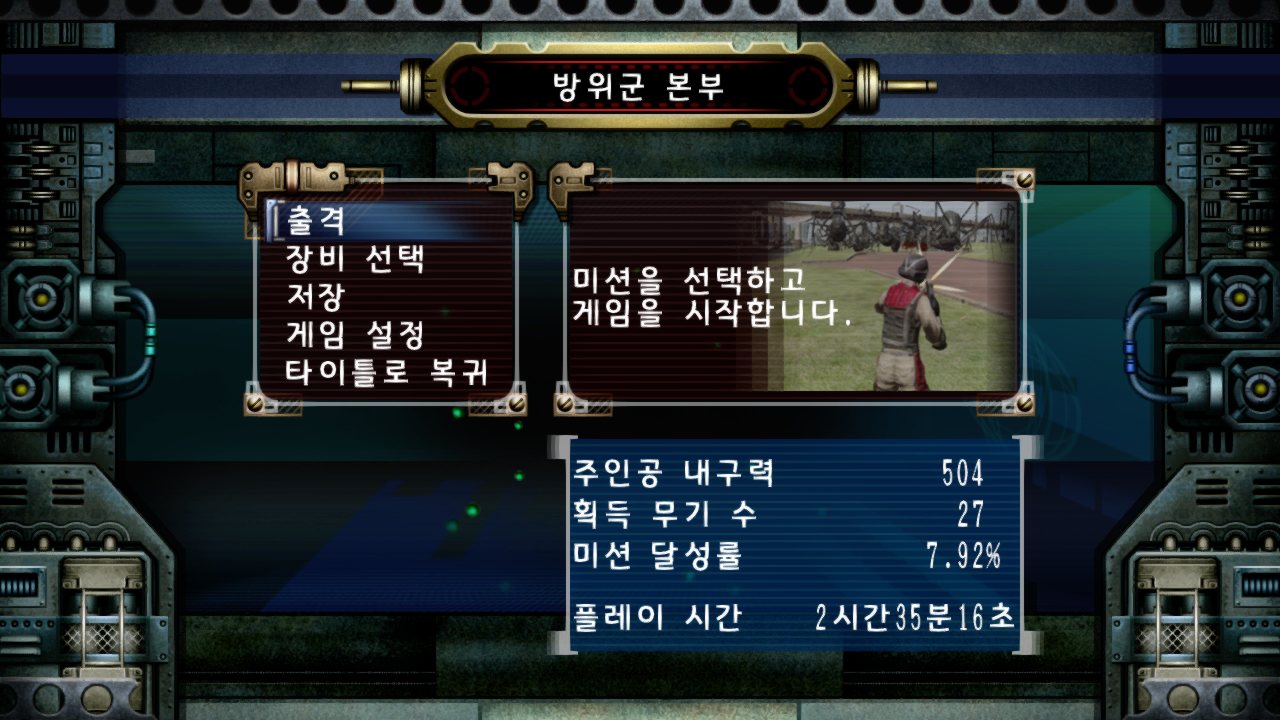 방위군 본부
출격
장비 선택
저장
게임 설정
타이틀로 복귀
미션을 선택하고
게임을 시작합니다.
주인공 내구력 504
획득 무기 수 27
미션 달성률 7.92%
플레이 시간 2시간35분16초